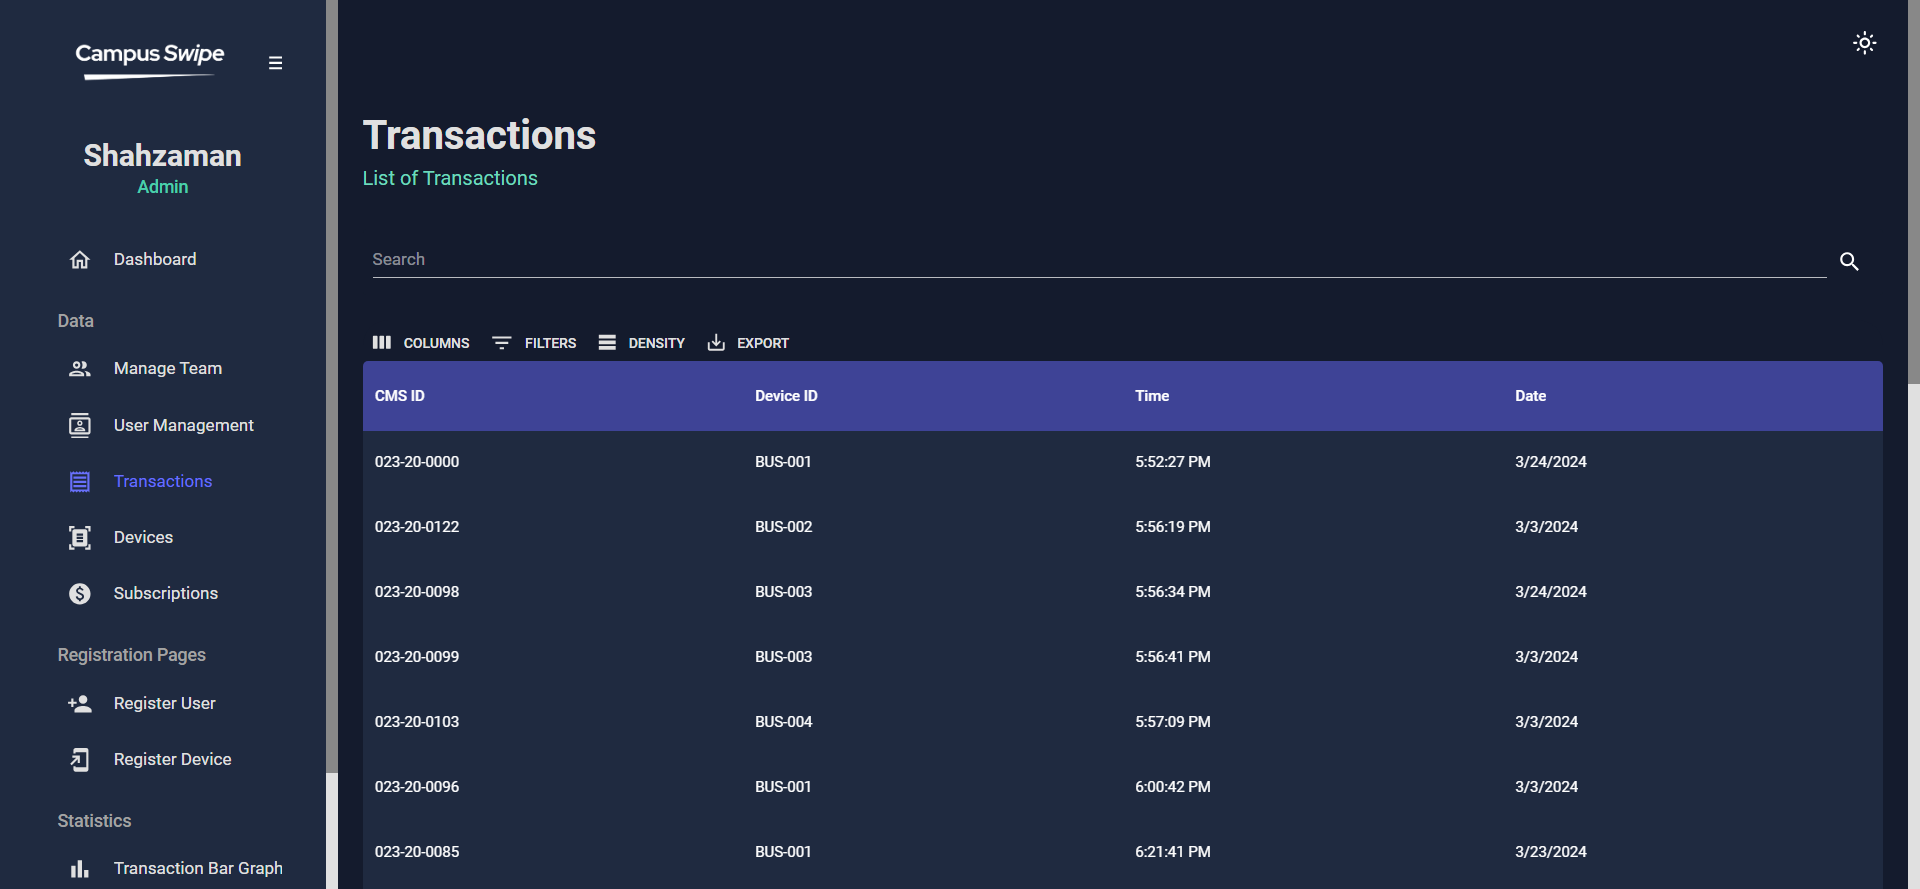 Campus Swipe
Shahzaman
Admin
Dashboard
Data
Manage Team
User Management
Transactions
Devices
Subscriptions
Registration Pages
Register User
Register Device
Statistics
Transaction Bar Graph
Transactions
List of Transactions
Search
COLUMNS FILTERS DENSITY EXPORT
CMS ID Device ID Time Date
023-20-0000 BUS-001 5:52:27 PM 3/24/2024
023-20-0122 BUS-002 5:56:19 PM 3/3/2024
023-20-0098 BUS-003 5:56:34 PM 3/24/2024
023-20-0099 BUS-003 5:56:41 PM 3/3/2024
023-20-0103 BUS-004 5:57:09 PM 3/3/2024
023-20-0096 BUS-001 6:00:42 PM 3/3/2024
023-20-0085 BUS-001 6:21:41 PM 3/23/2024